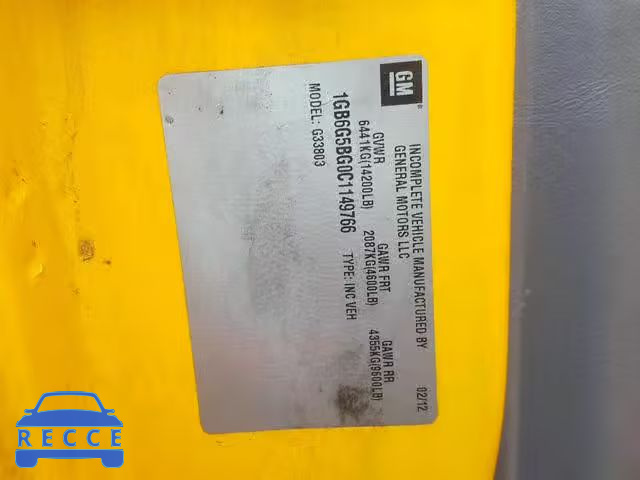 GM
®
INCOMPLETE VEHICLE MANUFACTURED BY
GENERAL MOTORS LLC
02/12
GVWR GAWR FRT GAWR RR
6441KG(14200LB) 2087KG(4600LB) 4355KG(9600LB)
1GB6G5BG0C1149766 TYPE: INC VEH
MODEL: G33803
RECCE